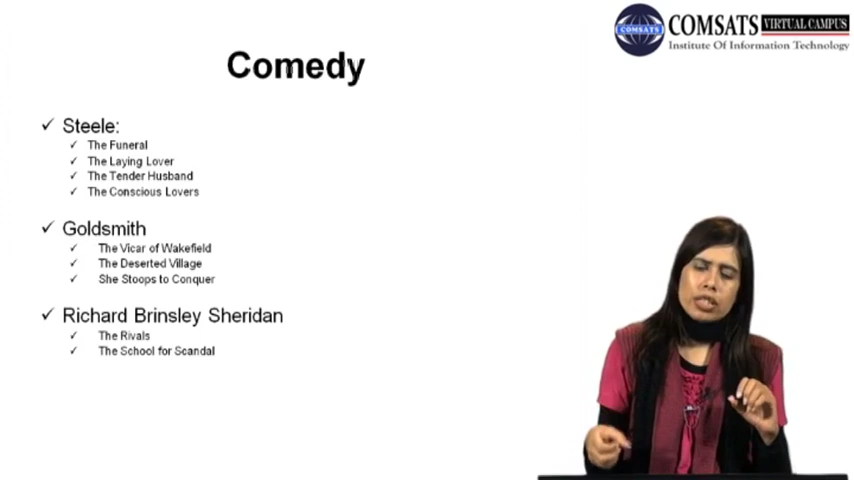 COMSATS VIRTUAL CAMPUS
COMSATS
Institute Of Information Technology
Comedy
Steele:
The Funeral
The Laying Lover
The Tender Husband
The Conscious Lovers
Goldsmith
The Vicar of Wakefield
The Deserted Village
She Stoops to Conquer
Richard Brinsley Sheridan
The Rivals
The School for Scandal